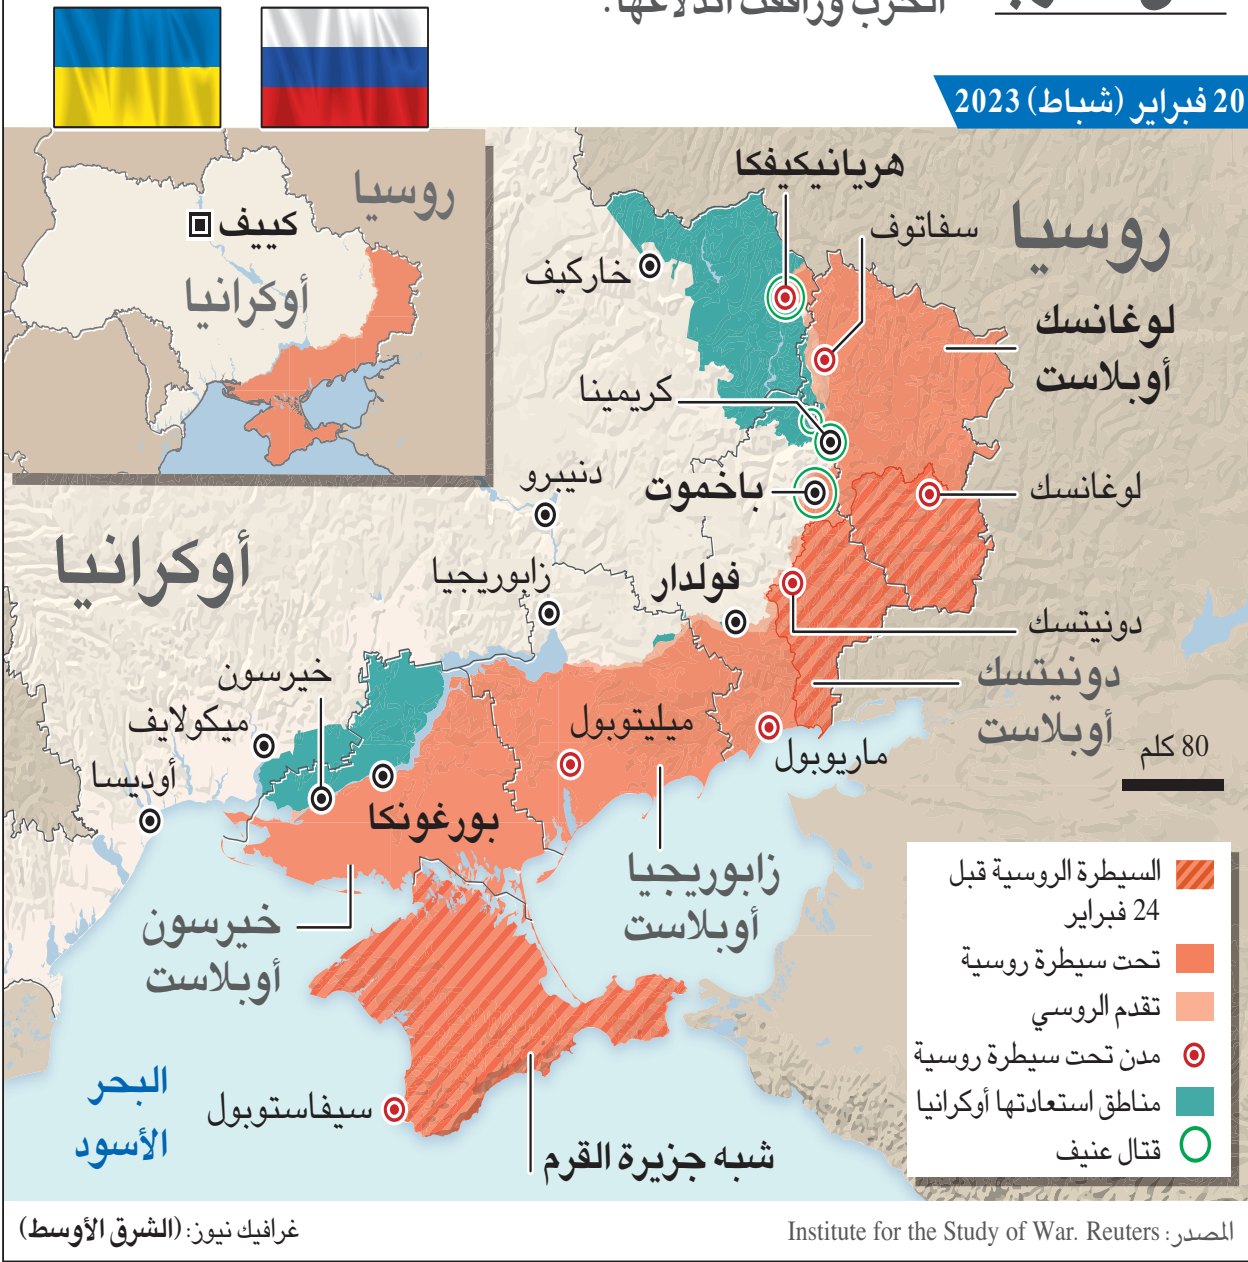 الحرب ورافقت اندلاعها.
20 فبراير (شباط) 2023
روسيا
كييف
أوكرانيا
هريانيكيفكا
سفاتوف
روسيا
خاركيف
لوغانسك
أوبلاست
كريمينا
دنيبرو
باخموت
لوغانسك
أوكرانيا
زابوريجيا
فولدار
دونيتسك
خيرسون
دونيتسك
أوبلاست
ميكولايف
ميليتوبول
ماريوبول
80 كلم
أوديسا
بورغونكا
زابوريجيا
أوبلاست
خيرسون
أوبلاست
السيطرة الروسية قبل
24 فبراير
تحت سيطرة روسية
تقدم الروسي
مدن تحت سيطرة روسية
مناطق استعادتها أوكرانيا
قتال عنيف
البحر
الأسود
سيفاستوبول
شبه جزيرة القرم
المصدر: Institute for the Study of War. Reuters
غرافيك نيوز: (الشرق الأوسط)